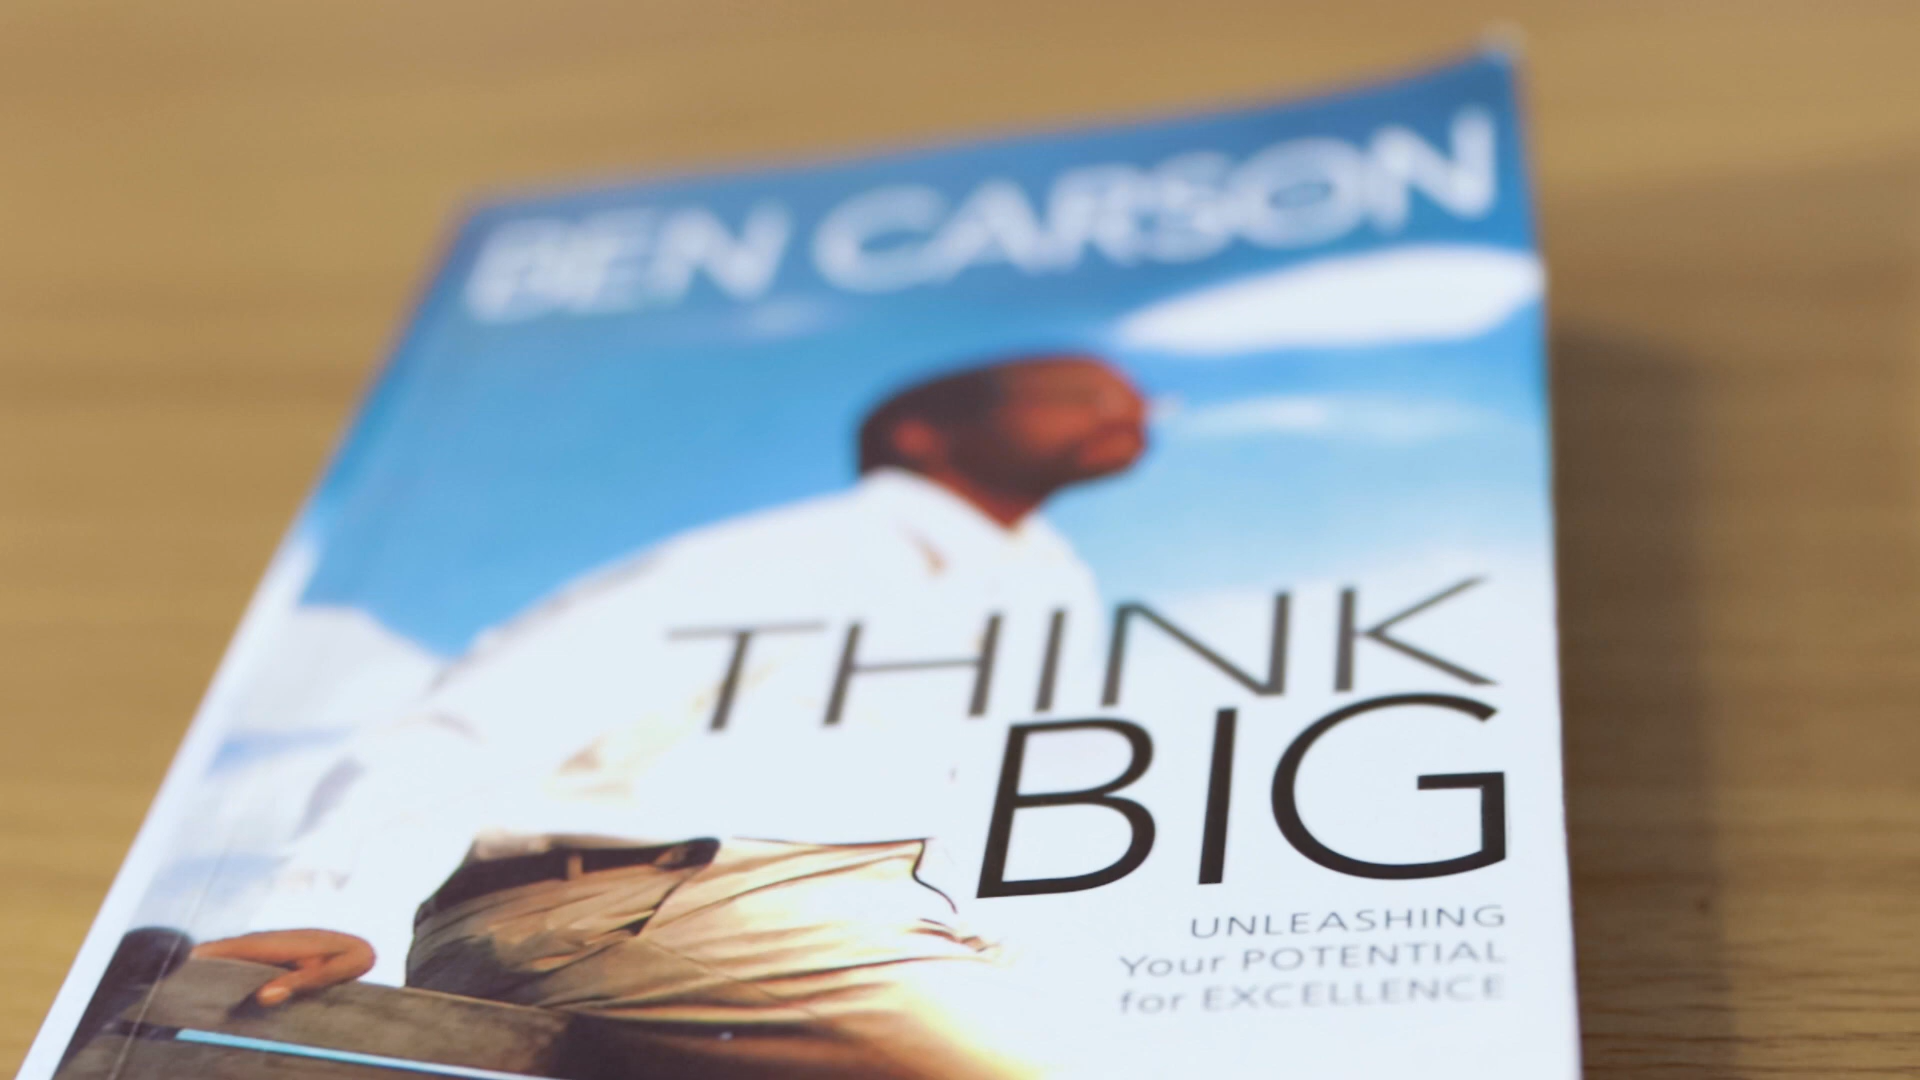 BEN CARSON
THINK
BIG
UNLEASHING
Your POTENTIAL
for EXCELLENCE